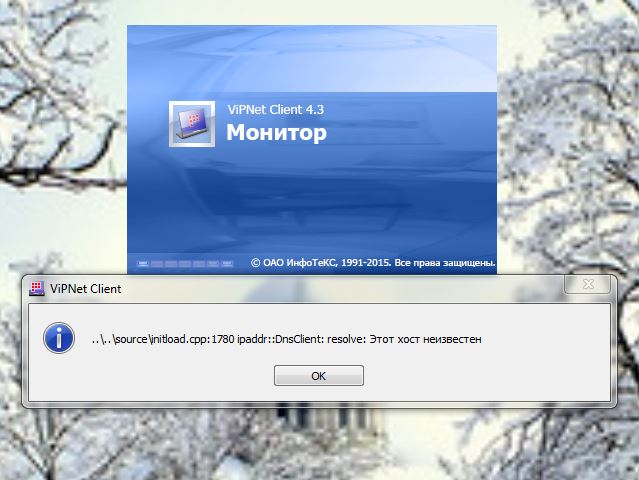 ViPNet Client 4.3
Монитор
© ОАО ИнфоТеКС, 1991-2015. Все права защищены.
ViPNet Client
..\..\source\initload.cpp:1780 ipaddr::DnsClient: resolve: Этот хост неизвестен
OK